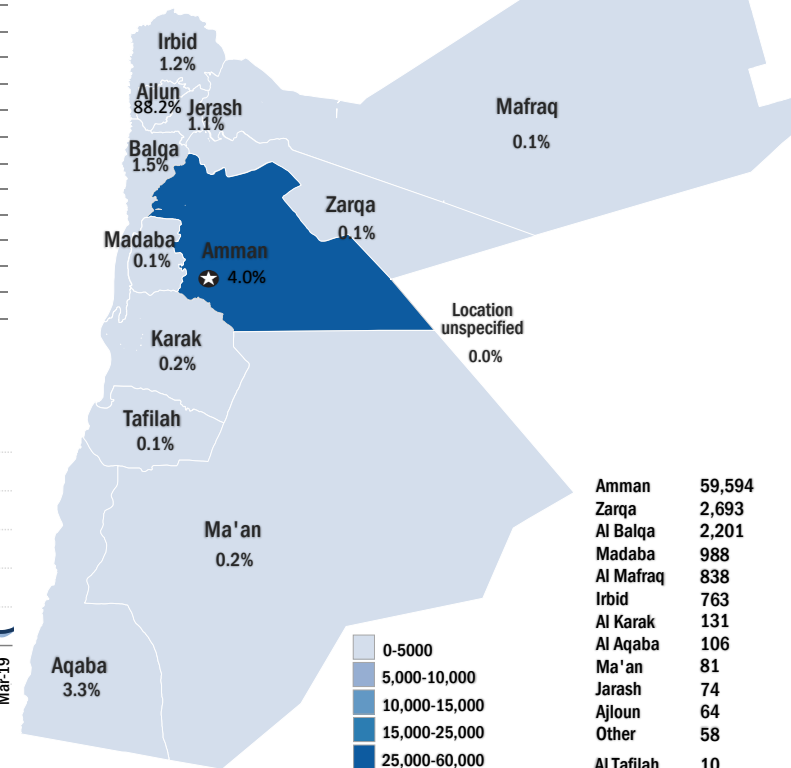 Irbid
1.2%
Ajlun
88.2%
Jerash
1.1%
Mafraq
0.1%
Balqa
1.5%
Zarqa
0.1%
Madaba
0.1%
Amman
4.0%
Location
unspecified
0.0%
Karak
0.2%
Tafilah
0.1%
Ma'an
0.2%
Aqaba
3.3%
Mar-19
0-5000
5,000-10,000
10,000-15,000
15,000-25,000
25,000-60,000
Amman 59,594
Zarqa 2,693
Al Balqa 2,201
Madaba 988
Al Mafraq 838
Irbid 763
Al Karak 131
Al Aqaba 106
Ma'an 81
Jarash 74
Ajloun 64
Other 58
Al Tafilah 10